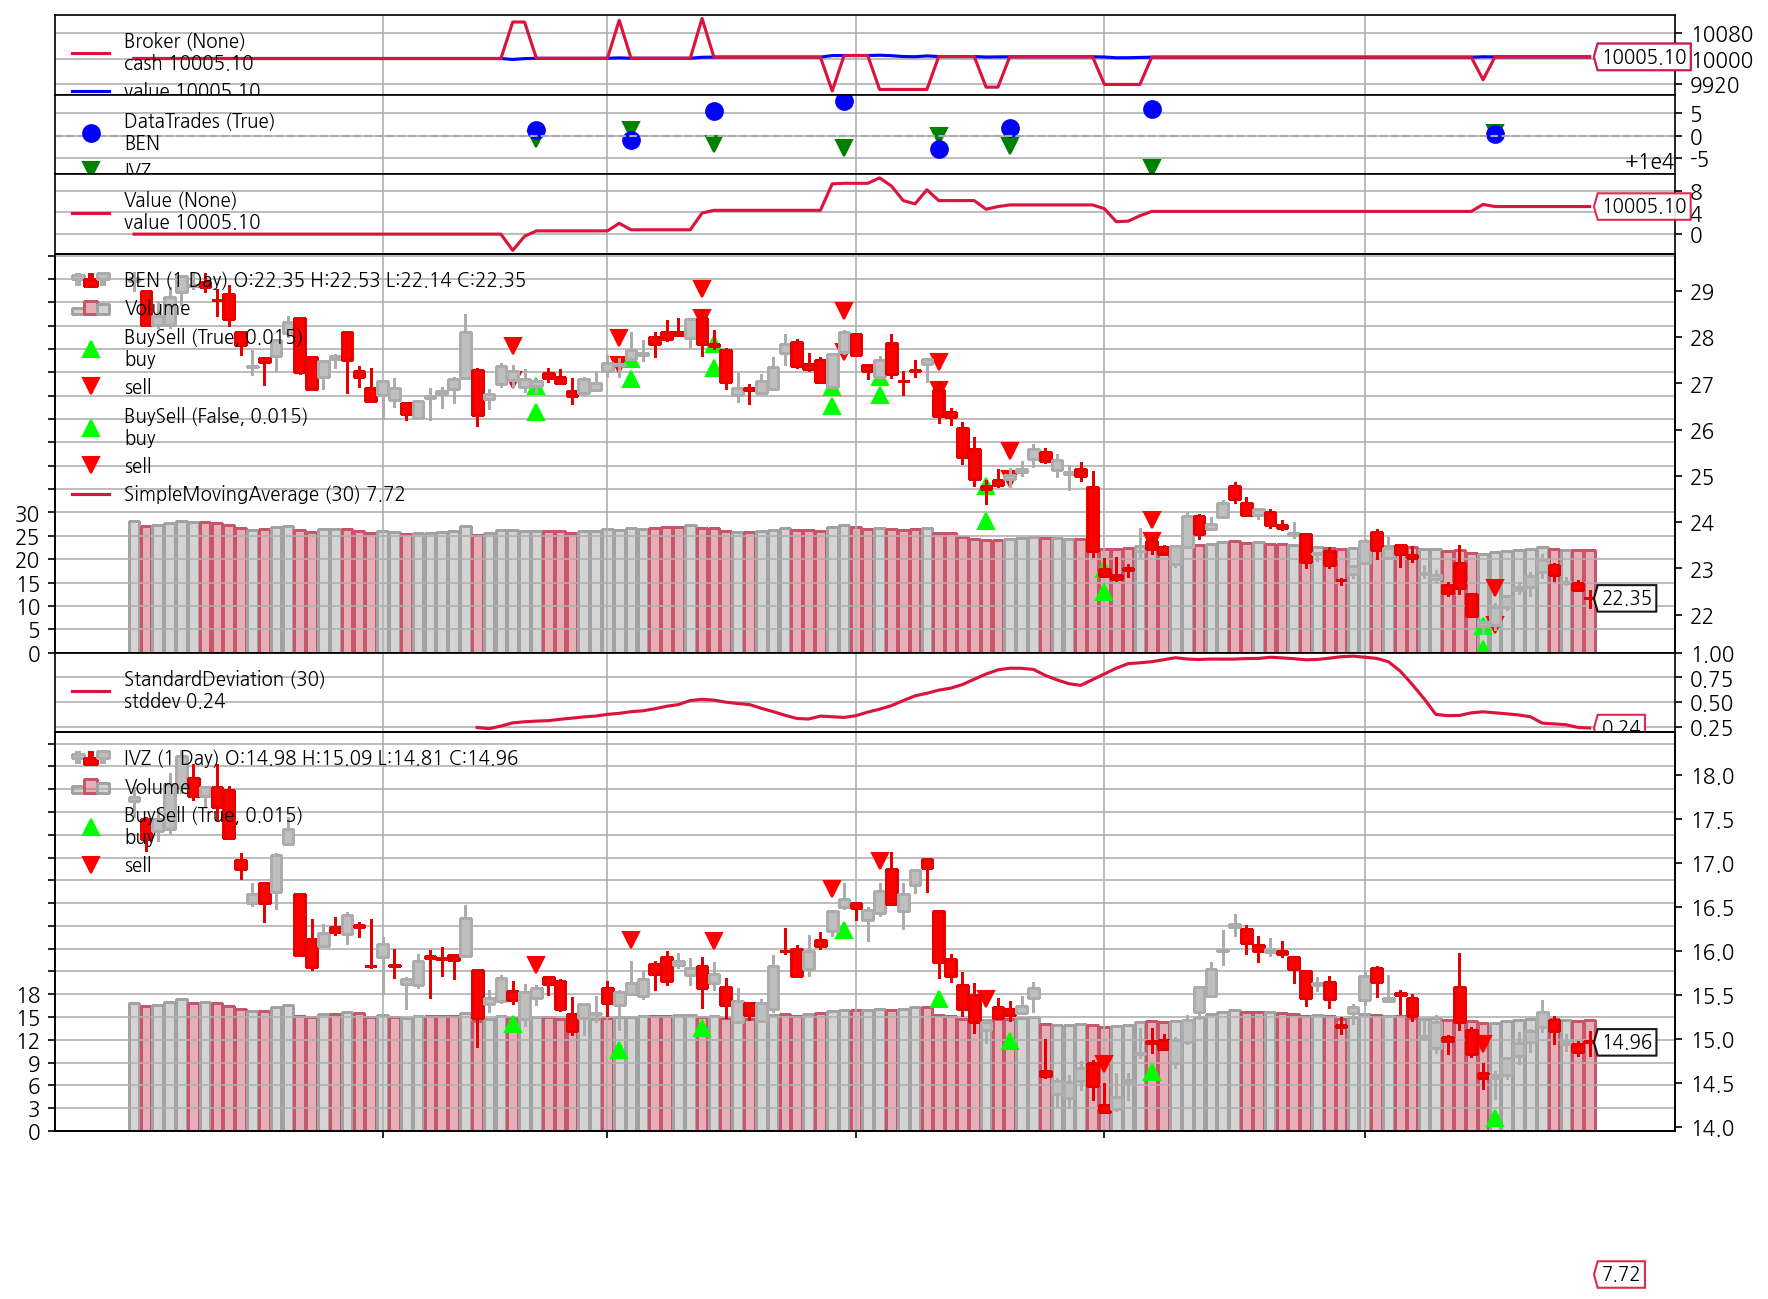 Broker (None)
cash 10005.10
value 10005.10
10080
10000
9920
10005.10
DataTrades (True)
BEN
IVZ
5
0
-5
+1e4
Value (None)
value 10005.10
8
4
0
10005.10
BEN (1 Day) O:22.35 H:22.53 L:22.14 C:22.35
Volume
BuySell (True, 0.015)
buy
sell
BuySell (False, 0.015)
buy
sell
SimpleMovingAverage (30) 7.72
30
25
20
15
10
5
0
29
28
27
26
25
24
23
22
22.35
StandardDeviation (30)
stddev 0.24
1.00
0.75
0.50
0.25
0.24
IVZ (1 Day) O:14.98 H:15.09 L:14.81 C:14.96
Volume
BuySell (True, 0.015)
buy
sell
18
15
12
9
6
3
0
18.0
17.5
17.0
16.5
16.0
15.5
15.0
14.5
14.0
14.96
7.72